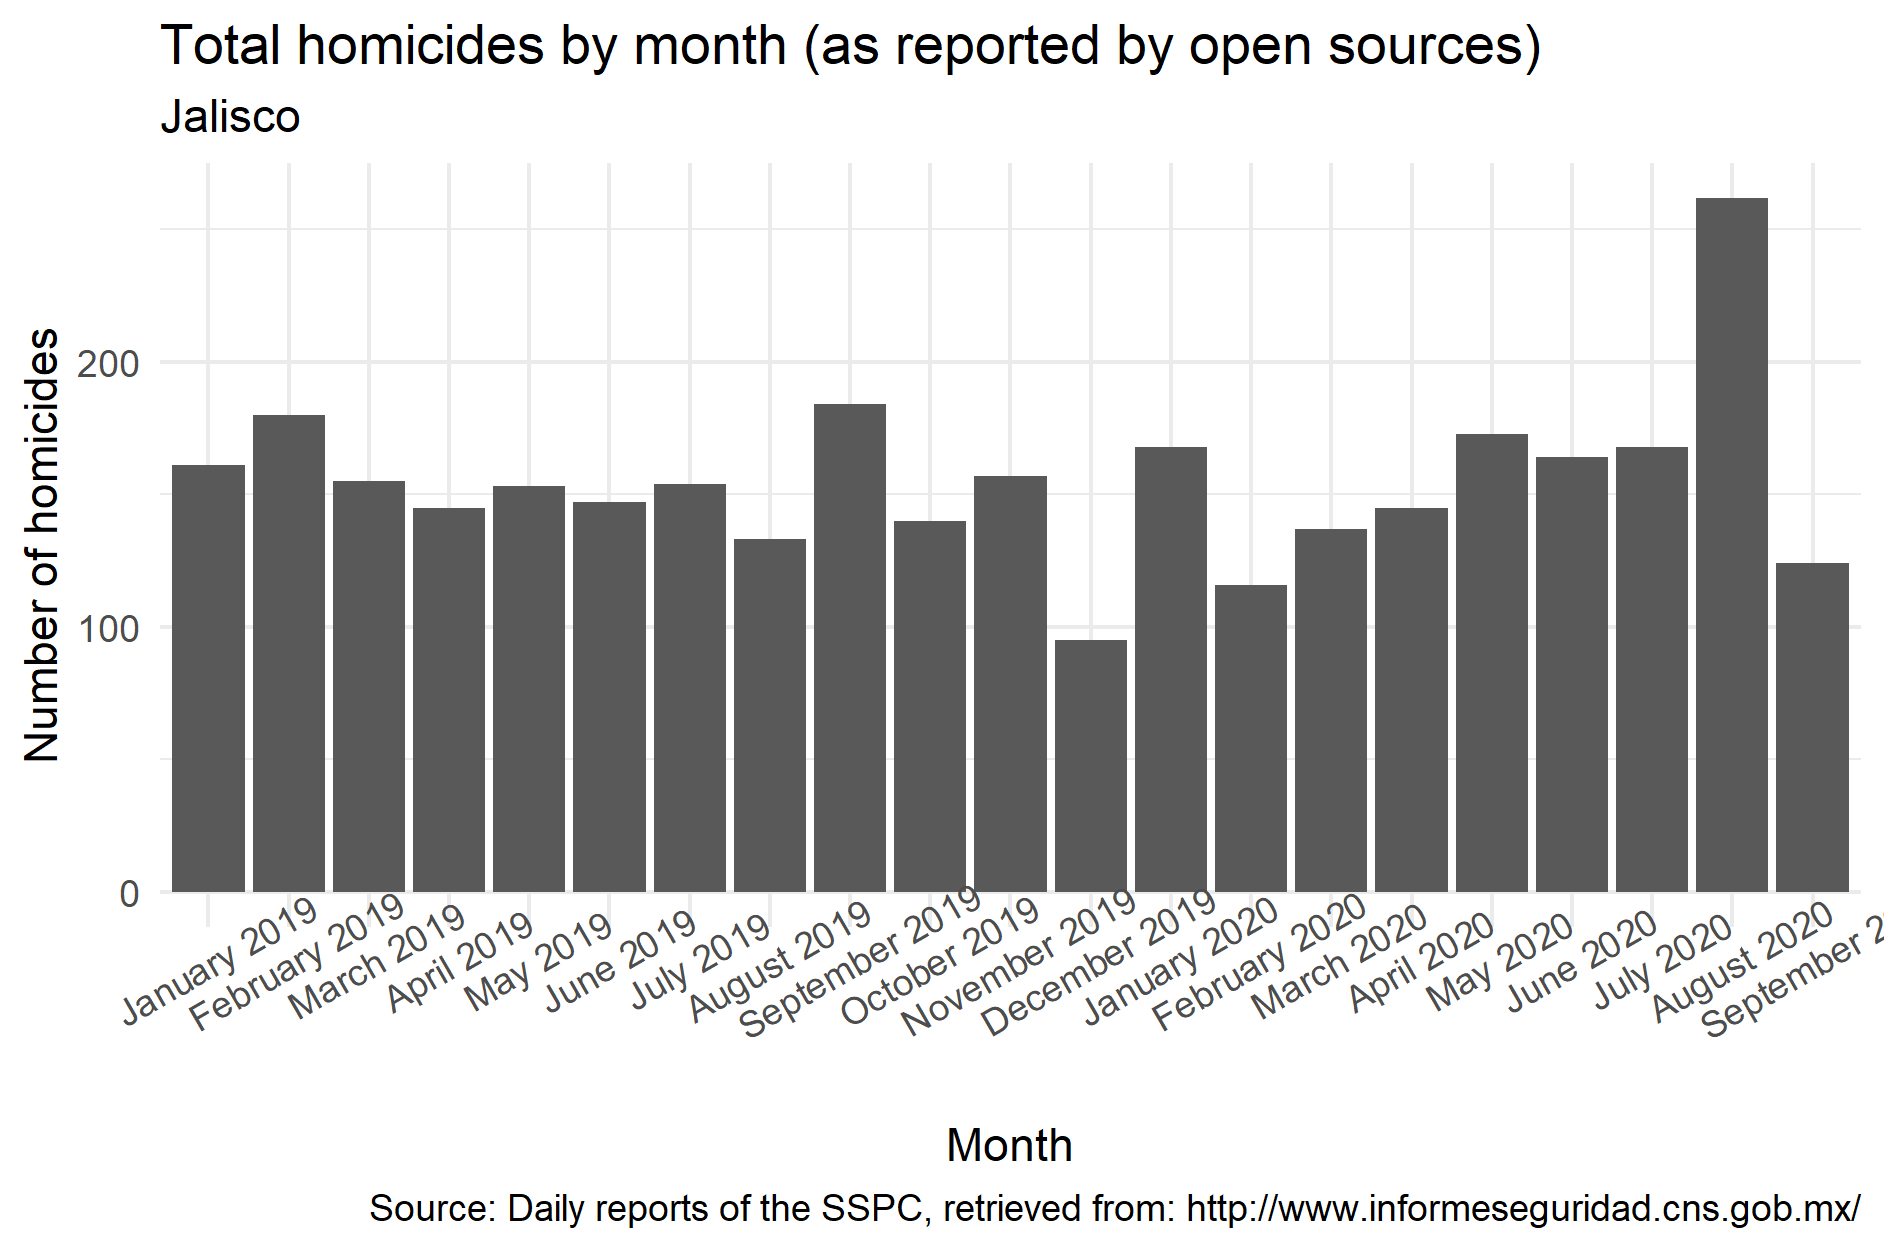 Total homicides by month (as reported by open sources)
Jalisco
Number of homicides
200
100
0
January 2019
February 2019
March 2019
April 2019
May 2019
June 2019
July 2019
August 2019
September 2019
October 2019
November 2019
December 2019
January 2020
February 2020
March 2020
April 2020
May 2020
June 2020
July 2020
August 2020
September 2
Month
Source: Daily reports of the SSPC, retrieved from: http://www.informeseguridad.cns.gob.mx/